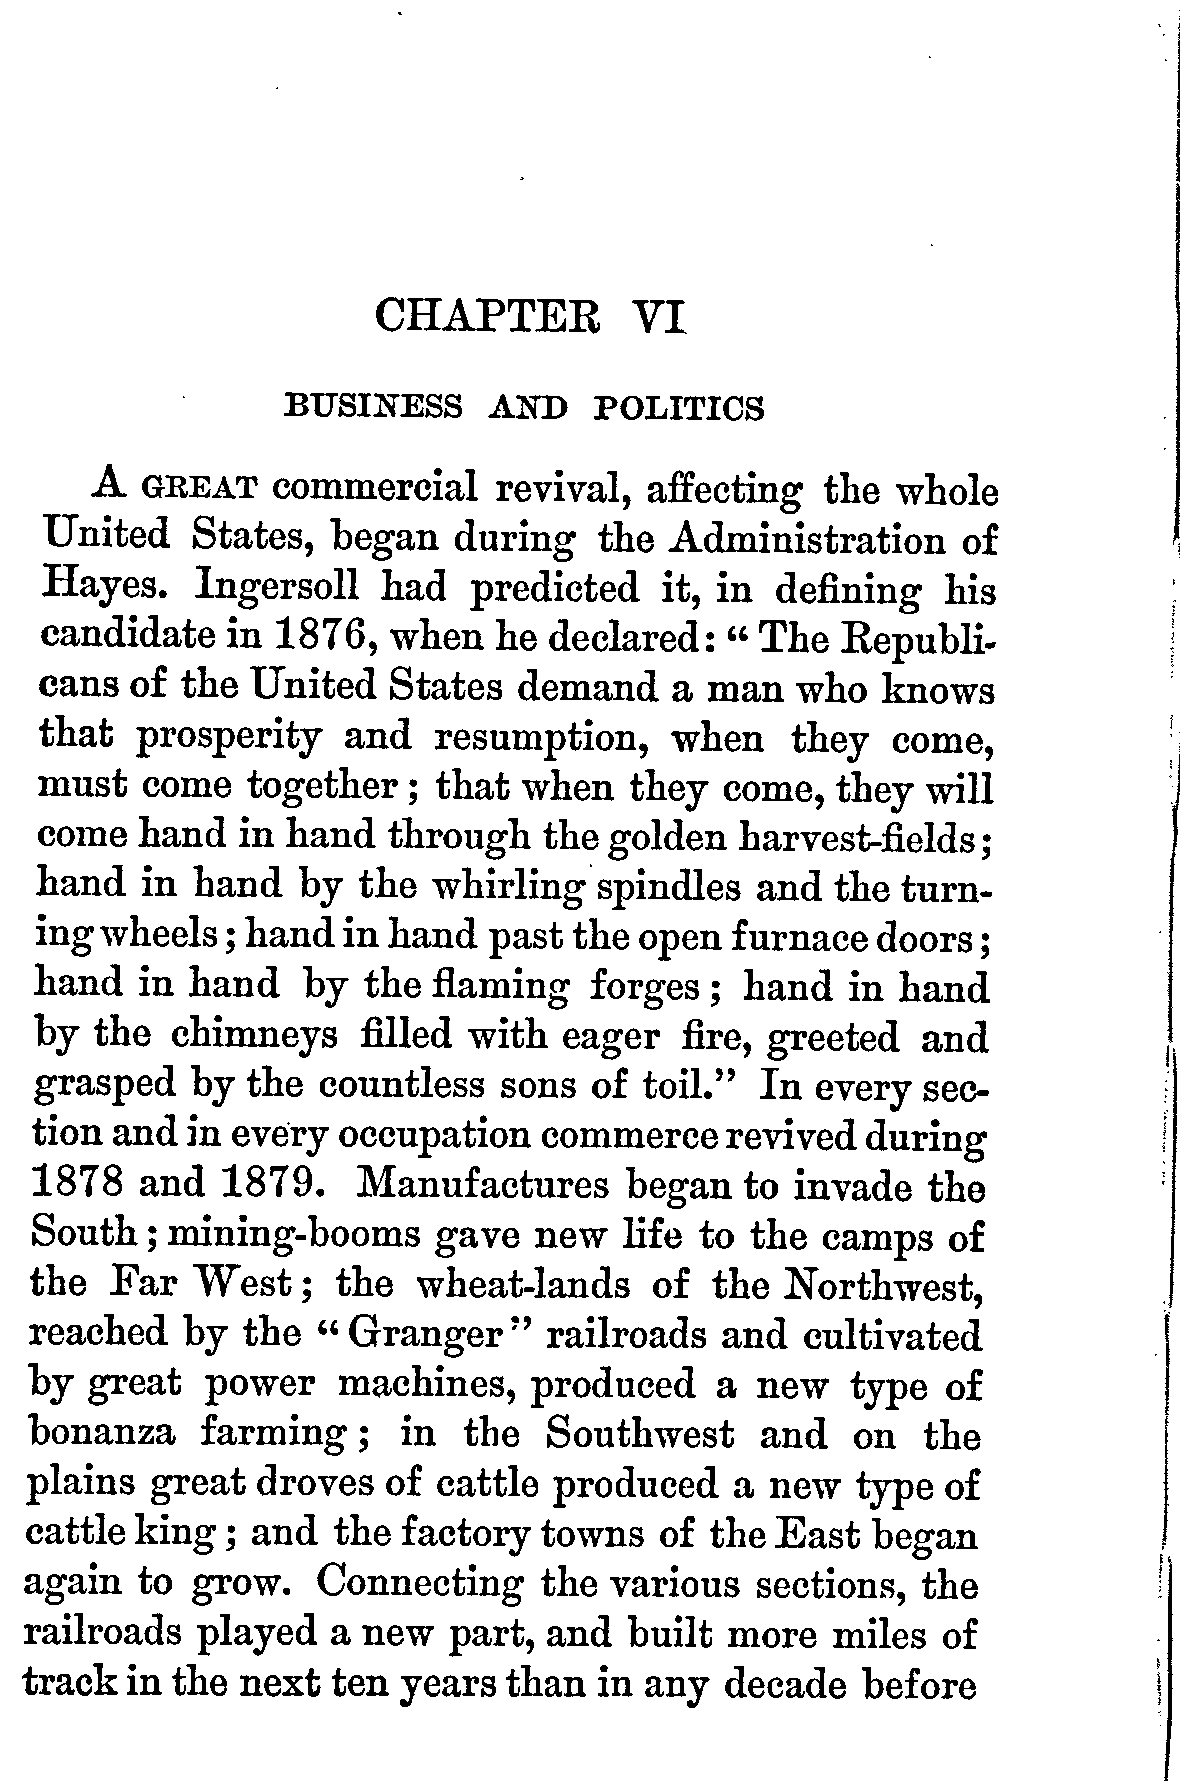 CHAPTER VI
BUSINESS AND POLITICS
A GREAT commercial revival, affecting the whole
United States, began during the Administration of
Hayes. Ingersoll had predicted it, in defining his
candidate in 1876, when he declared: “The Republi-
cans of the United States demand a man who knows
that prosperity and resumption, when they come,
must come together; that when they come, they will
come hand in hand through the golden harvest-fields;
hand in hand by the whirling spindles and the turn-
ing wheels; hand in hand past the open furnace doors;
hand in hand by the flaming forges; hand in hand
by the chimneys filled with eager fire, greeted and
grasped by the countless sons of toil.” In every sec-
tion and in every occupation commerce revived during
1878 and 1879. Manufactures began to invade the
South; mining-booms gave new life to the camps of
the Far West; the wheat-lands of the Northwest,
reached by the “Granger” railroads and cultivated
by great power machines, produced a new type of
bonanza farming; in the Southwest and on the
plains great droves of cattle produced a new type of
cattle king; and the factory towns of the East began
again to grow. Connecting the various sections, the
railroads played a new part, and built more miles of
track in the next ten years than in any decade before